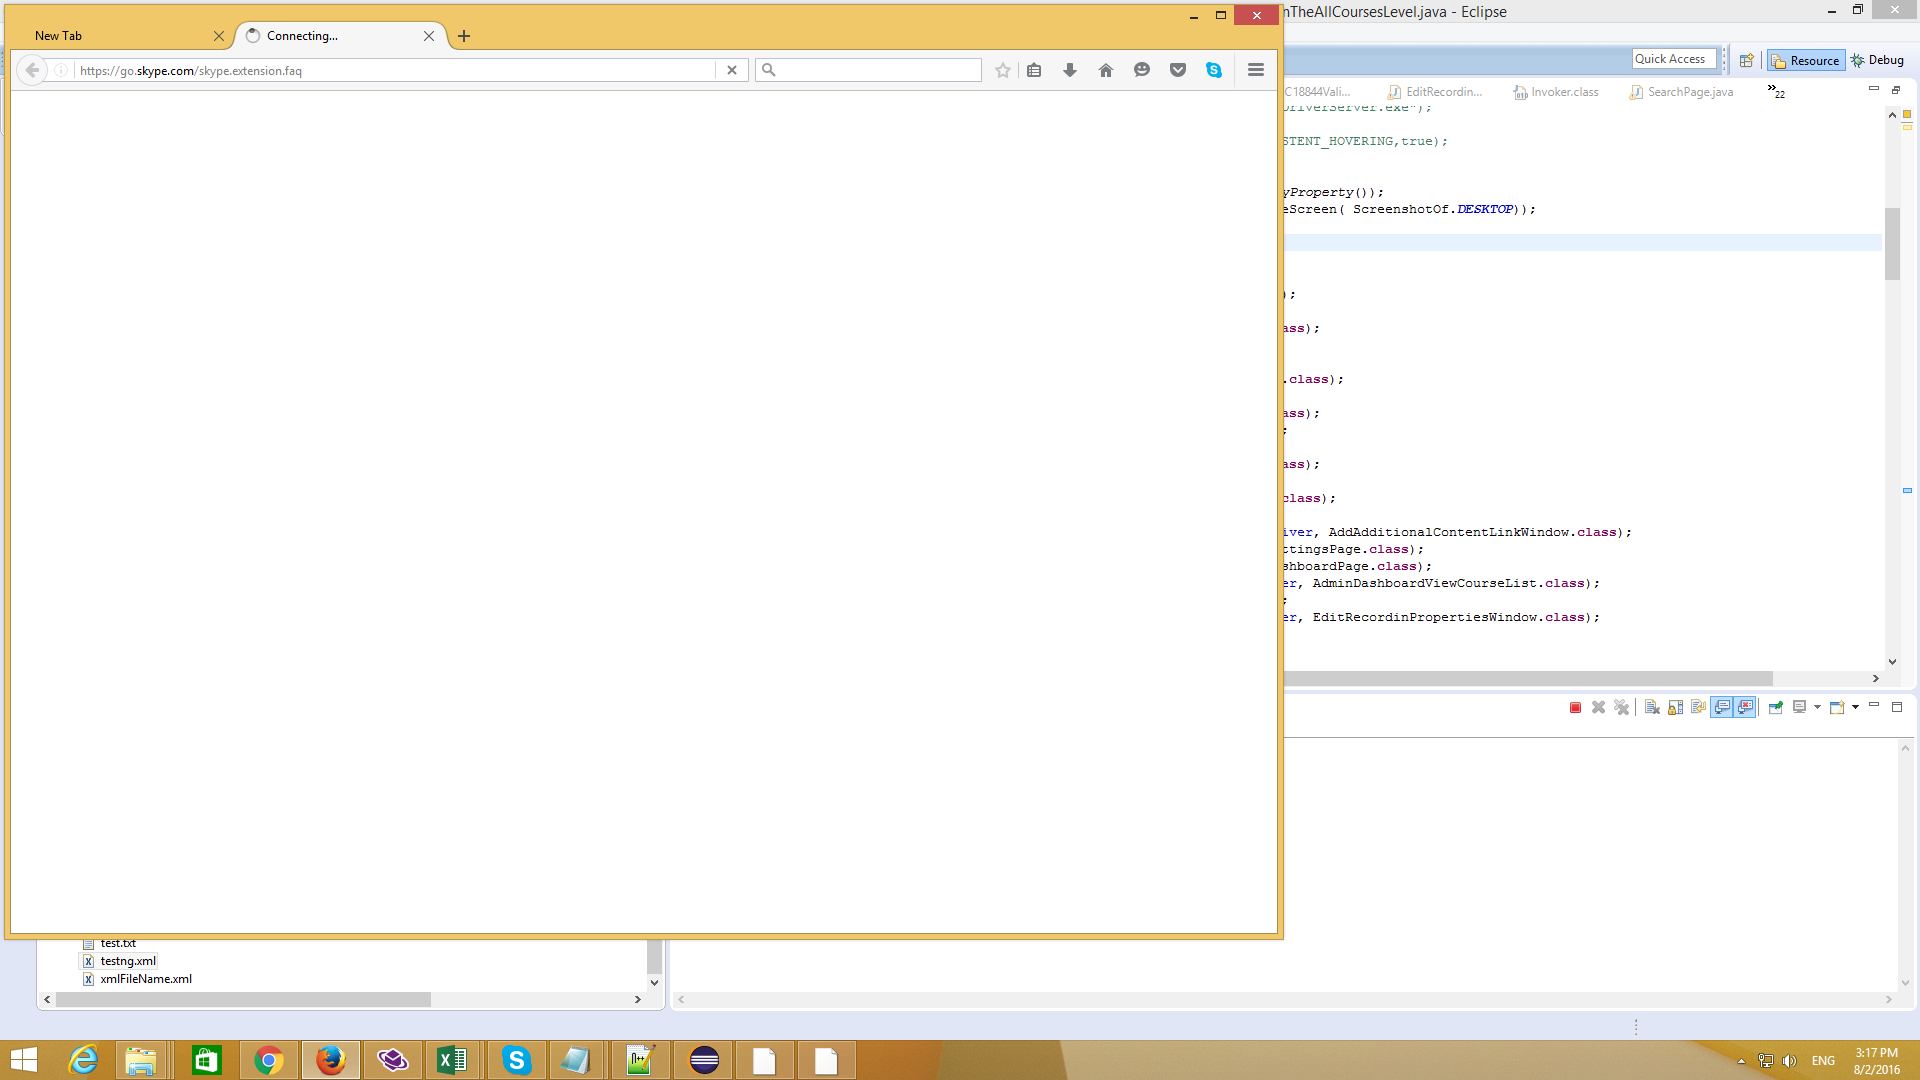 nTheAllCoursesLevel.java - Eclipse
New Tab
Connecting...
https://go.skype.com/skype.extension.faq
Quick Access
Resource
Debug
C18844Vali...
EditRecordin...
Invoker.class
SearchPage.java
22
DriverServer.exe");
STENT_HOVERING,true);
yProperty());
eScreen( ScreenshotOf.DESKTOP));
);
ass);
.class);
ass);
;
ass);
class);
iver, AddAdditionalContentLinkWindow.class);
ttingsPage.class);
shboardPage.class);
er, AdminDashboardViewCourseList.class);
;
er, EditRecordinPropertiesWindow.class);
test.txt
testng.xml
xmlFileName.xml
ENG
3:17 PM
8/2/2016